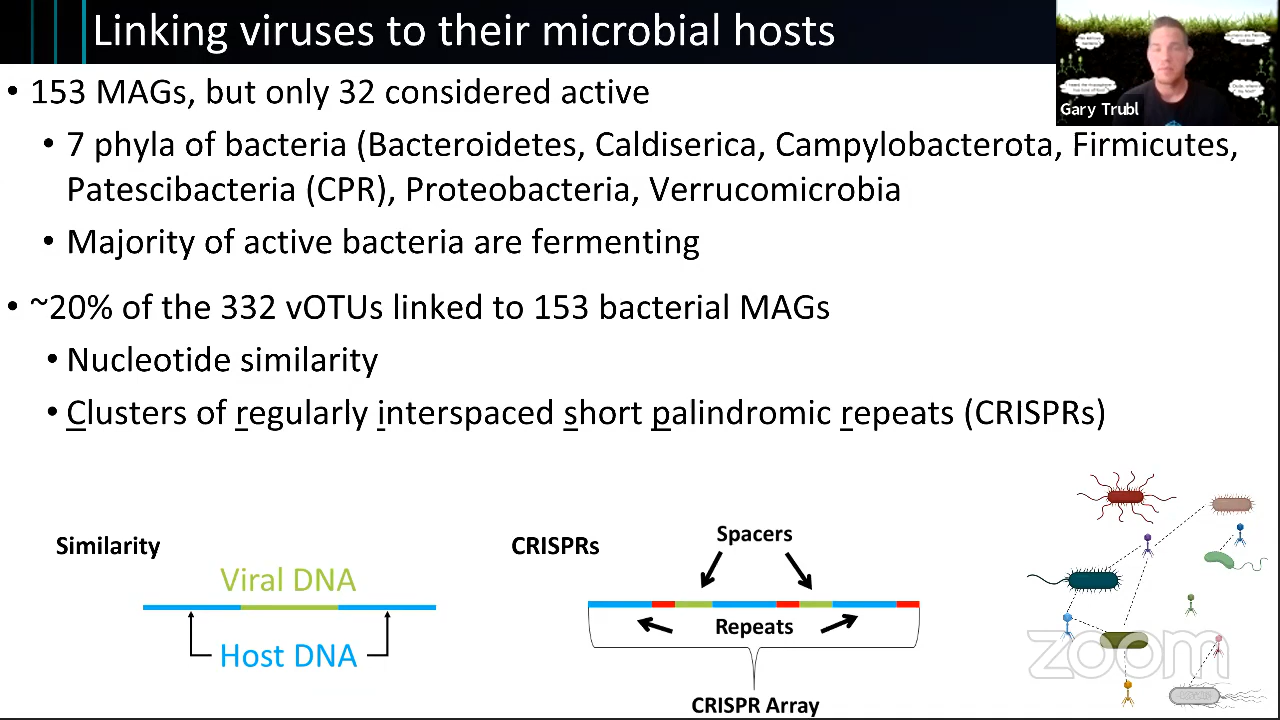 Linking viruses to their microbial hosts
Gary Trubl
• 153 MAGs, but only 32 considered active
• 7 phyla of bacteria (Bacteroidetes, Caldiserica, Campylobacterota, Firmicutes,
Patescibacteria (CPR), Proteobacteria, Verrucomicrobia
• Majority of active bacteria are fermenting
• ~20% of the 332 vOTUs linked to 153 bacterial MAGs
• Nucleotide similarity
• Clusters of regularly interspaced short palindromic repeats (CRISPRs)
Similarity
Viral DNA
Host DNA
CRISPRs
Spacers
Repeats
CRISPR Array
zoom